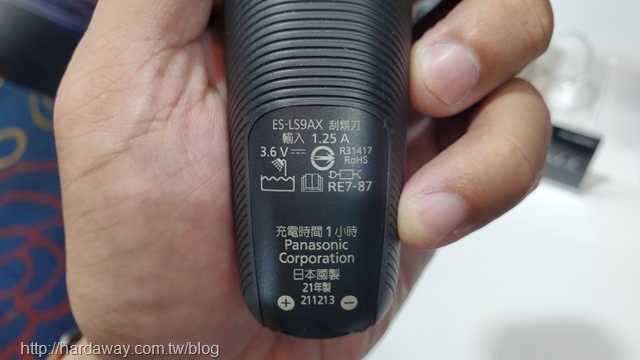 ES-LS9AX 刮鬍刀
輸入 1.25 A
3.6 V R31417
RoHS
RE7-87
充電時間1小時
Panasonic
Corporation
日本國製
21年製
+ 211213 −
http://hardaway.com.tw/blog